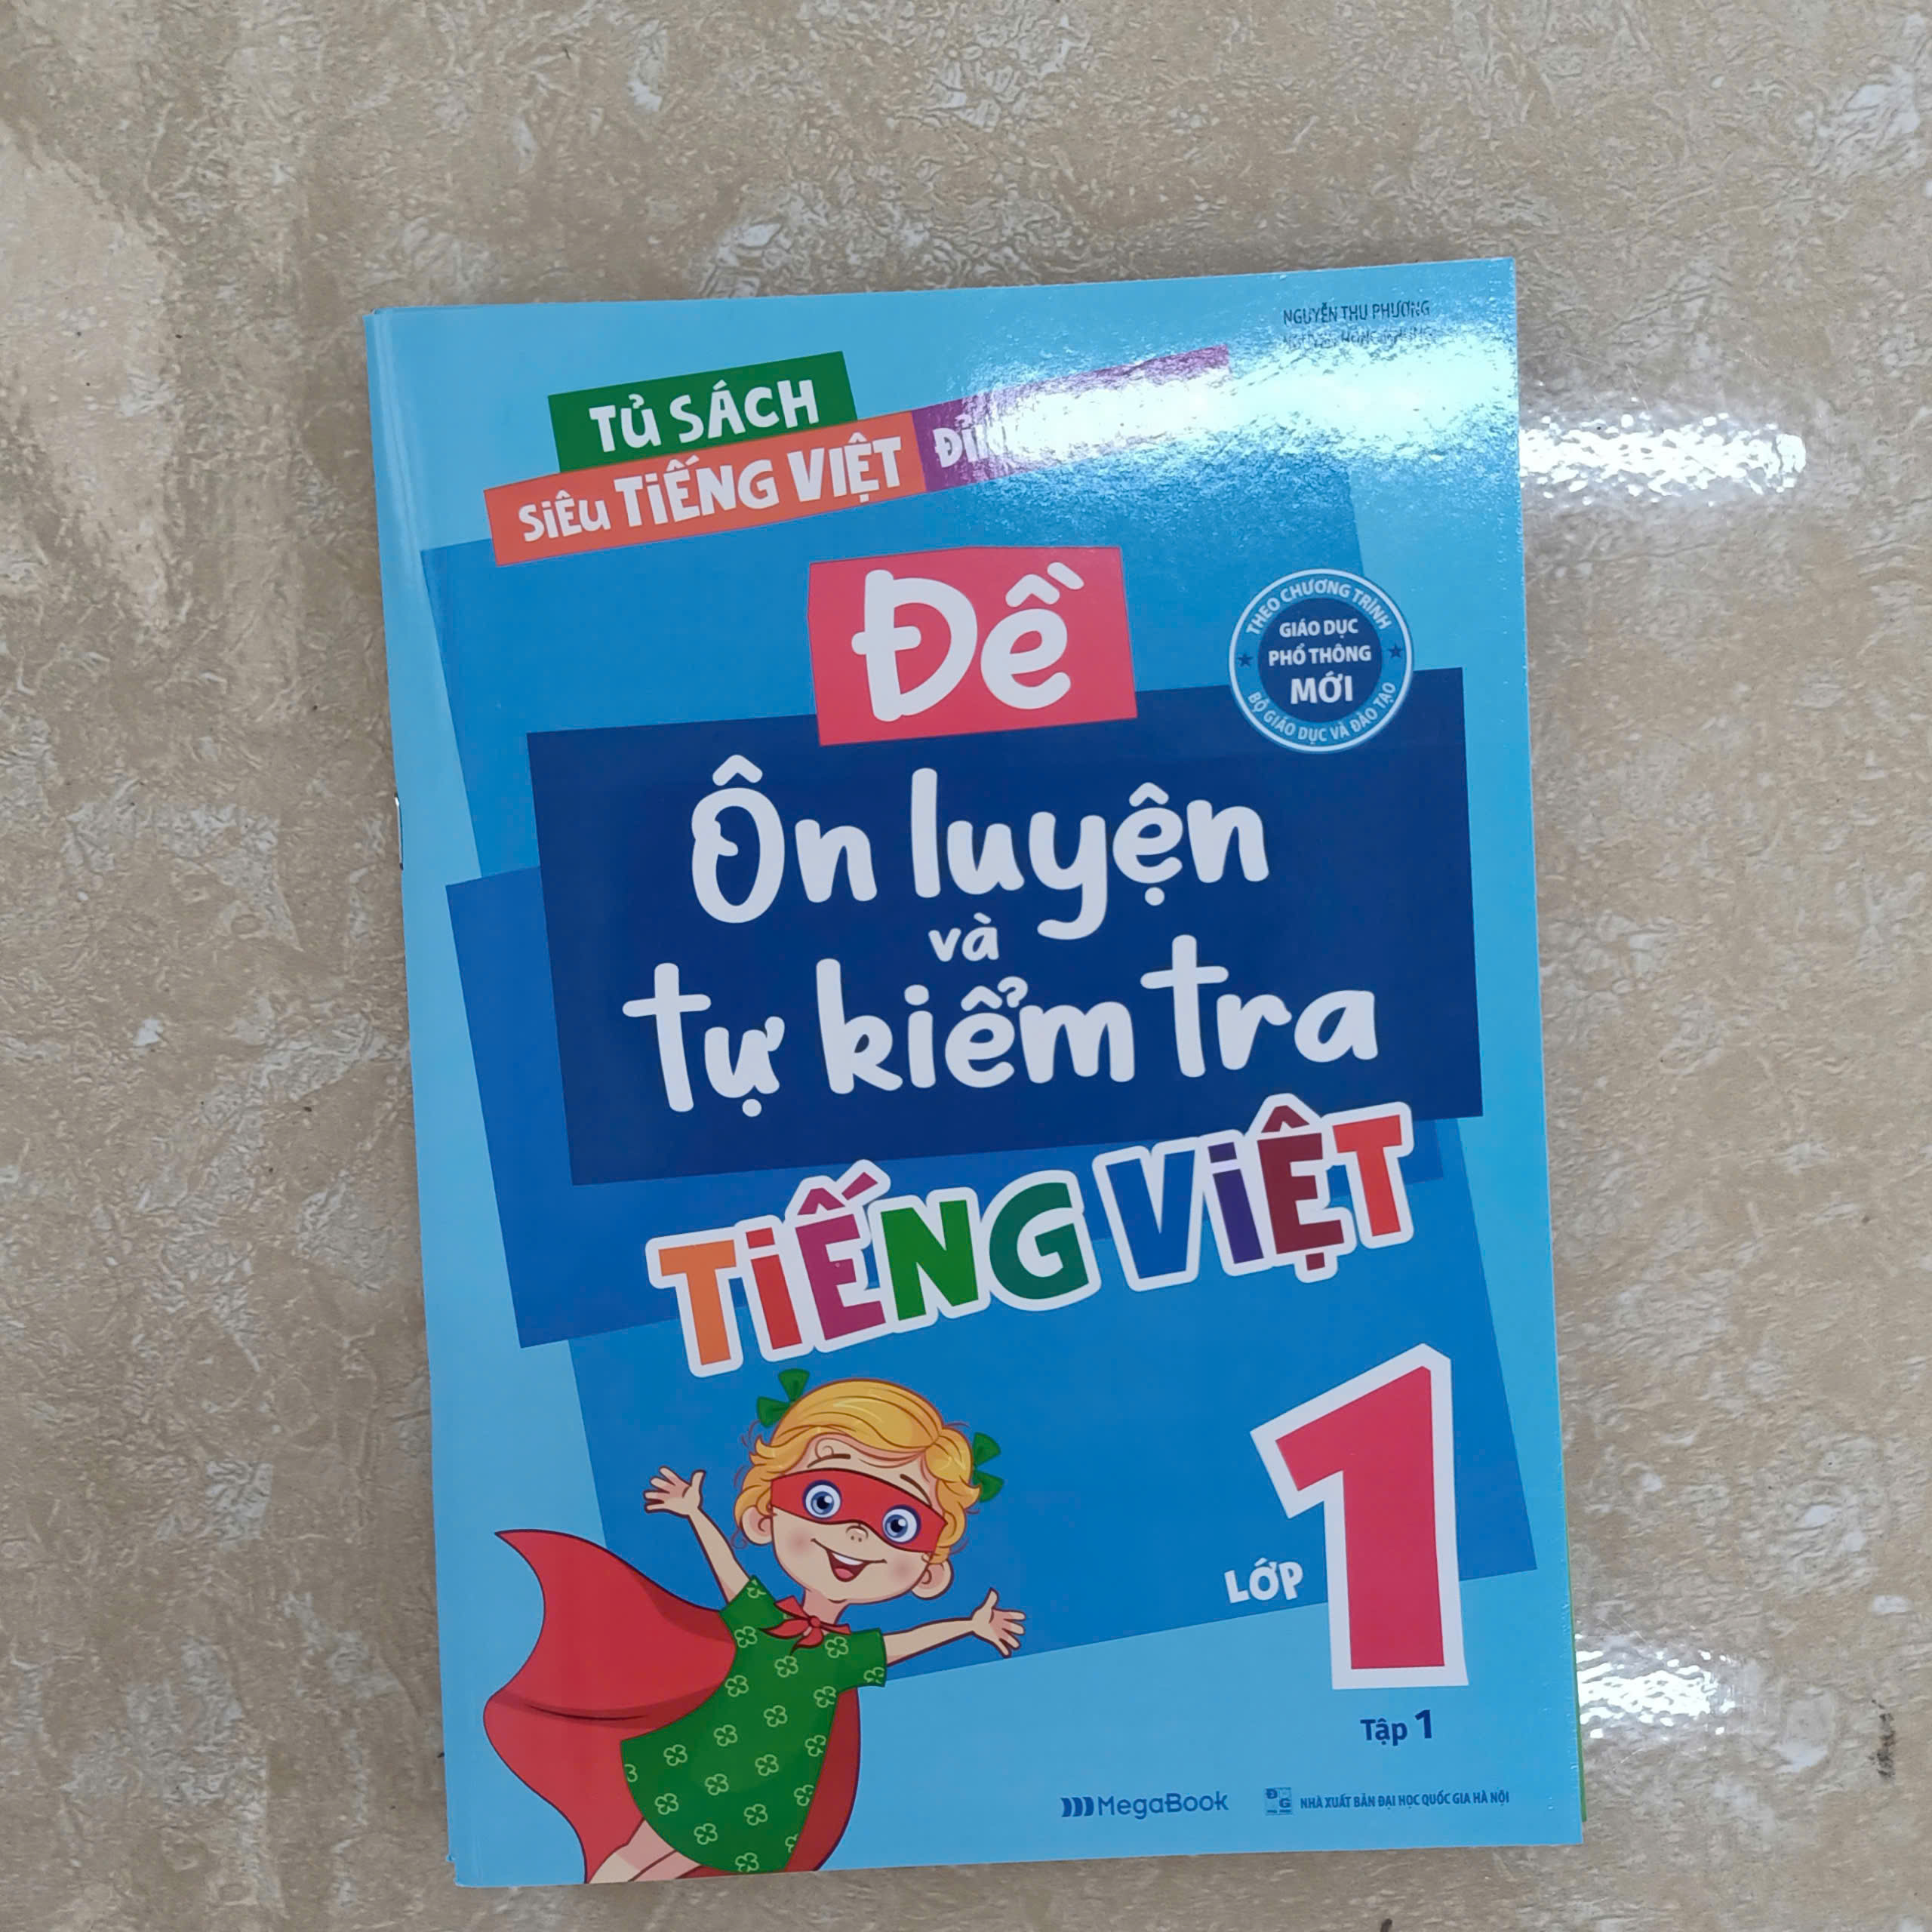 NGUYỄN THU PHƯƠNG
TỦ SÁCH
SIÊU TIẾNG VIỆT
Đề
Ôn luyện
và
tự kiểm tra
TIẾNG VIỆT
THEO CHƯƠNG TRÌNH
GIÁO DỤC
PHỔ THÔNG
MỚI
BỘ GIÁO DỤC VÀ ĐÀO TẠO
LỚP 1
Tập 1
MegaBook
NHÀ XUẤT BẢN ĐẠI HỌC QUỐC GIA HÀ NỘI